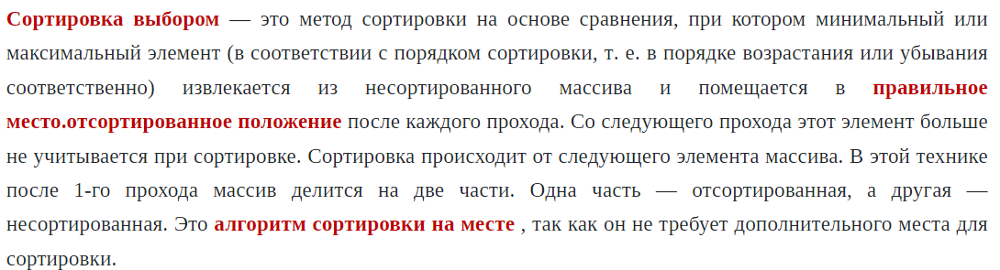 Сортировка выбором — это метод сортировки на основе сравнения, при котором минимальный или
максимальный элемент (в соответствии с порядком сортировки, т. е. в порядке возрастания или убывания
соответственно) извлекается из несортированного массива и помещается в правильное
место.отсортированное положение после каждого прохода. Со следующего прохода этот элемент больше
не учитывается при сортировке. Сортировка происходит от следующего элемента массива. В этой технике
после 1-го прохода массив делится на две части. Одна часть — отсортированная, а другая —
несортированная. Это алгоритм сортировки на месте , так как он не требует дополнительного места для
сортировки.